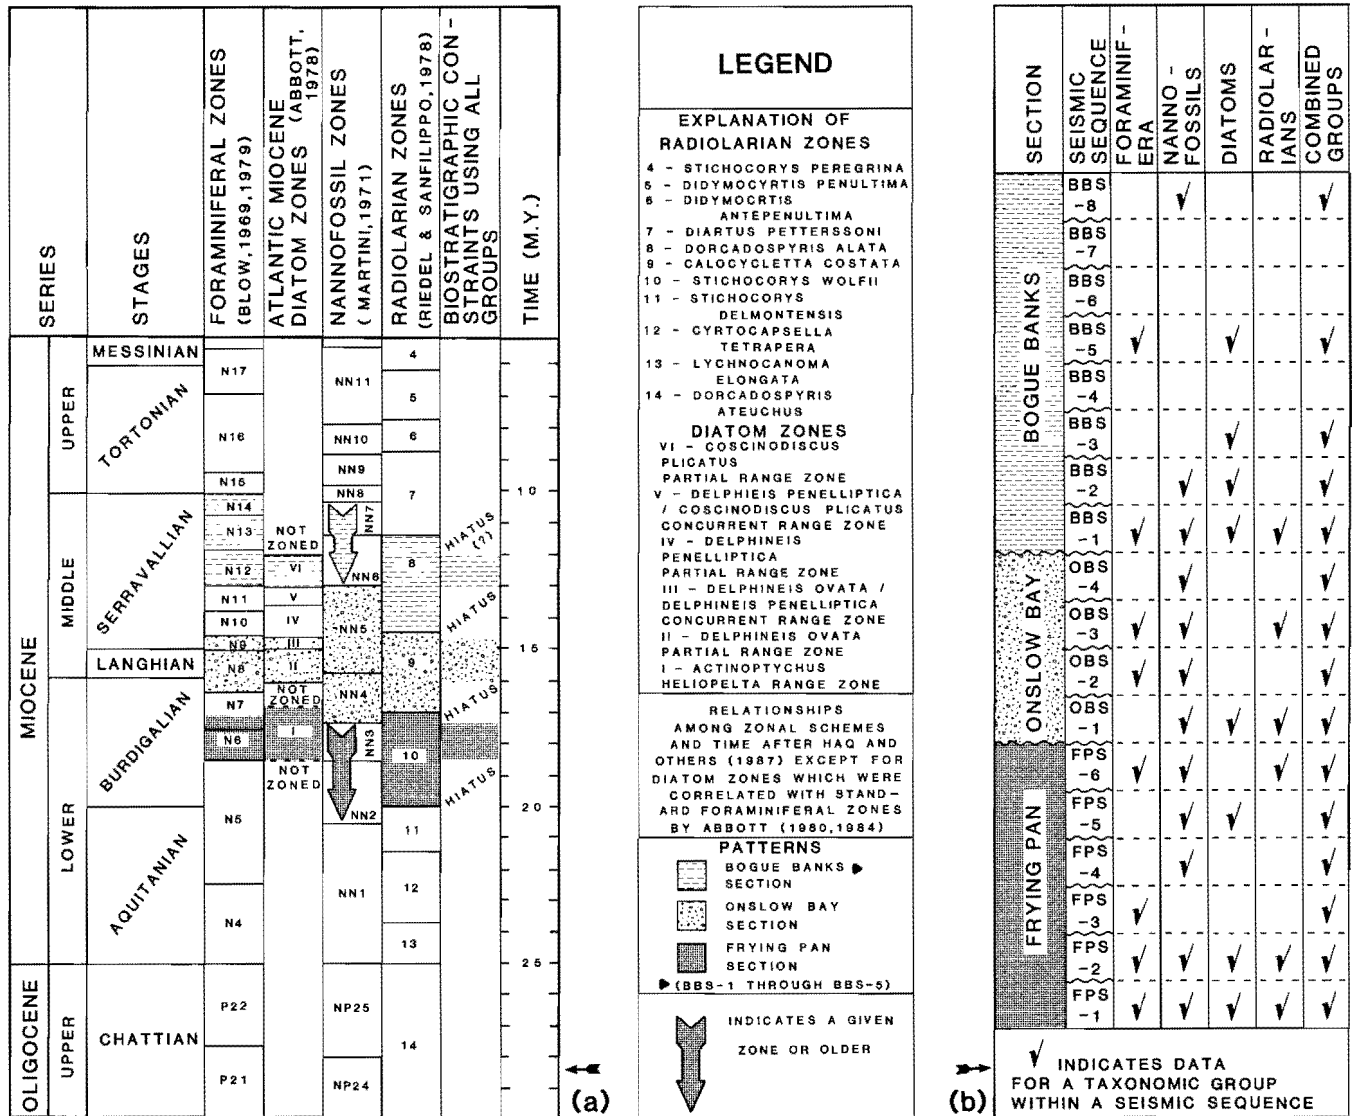 SERIES
STAGES
FORAMINIFERAL ZONES
(BLOW,1969,1979)
ATLANTIC MIOCENE
DIATOM ZONES (ABBOTT,
1978)
NANNOFOSSIL ZONES
(MARTINI,1971)
RADIOLARIAN ZONES
(RIEDEL & SANFILIPPO,1978)
BIOSTRATIGRAPHIC CON-
STRAINTS USING ALL
GROUPS
TIME (M.Y.)
MIOCENE
OLIGOCENE
UPPER
MIDDLE
LOWER
UPPER
MESSINIAN
TORTONIAN
SERRAVALLIAN
LANGHIAN
BURDIGALIAN
AQUITANIAN
CHATTIAN
N17
N16
N15
N14
N13
N12
N11
N10
N9
N8
N7
N6
N5
N4
P22
P21
NOT
ZONED
VI
V
IV
III
II
NOT
ZONED
I
NOT
ZONED
NN11
NN10
NN9
NN8
NN7
NN6
NN5
NN4
NN3
NN2
NN1
NP25
NP24
4
5
6
7
8
9
10
11
12
13
14
HIATUS
(?)
HIATUS
HIATUS
HIATUS
10
15
20
25
(a)
LEGEND
EXPLANATION OF
RADIOLARIAN ZONES
4 - STICHOCORYS PEREGRINA
5 - DIDYMOCYRTIS PENULTIMA
6 - DIDYMOCRTIS
ANTEPENULTIMA
7 - DIARTUS PETTERSSONI
8 - DORCADOSPYRIS ALATA
9 - CALOCYCLETTA COSTATA
10 - STICHOCORYS WOLFII
11 - STICHOCORYS
DELMONTENSIS
12 - CYRTOCAPSELLA
TETRAPERA
13 - LYCHNOCANOMA
ELONGATA
14 - DORCADOSPYRIS
ATEUCHUS
DIATOM ZONES
VI - COSCINODISCUS
PLICATUS
PARTIAL RANGE ZONE
V - DELPHIEIS PENELLIPTICA
/ COSCINODISCUS PLICATUS
CONCURRENT RANGE ZONE
IV - DELPHINEIS
PENELLIPTICA
PARTIAL RANGE ZONE
III - DELPHINEIS OVATA /
DELPHINEIS PENELLIPTICA
CONCURRENT RANGE ZONE
II - DELPHINEIS OVATA
PARTIAL RANGE ZONE
I - ACTINOPTYCHUS
HELIOPELTA RANGE ZONE
RELATIONSHIPS
AMONG ZONAL SCHEMES
AND TIME AFTER HAQ AND
OTHERS (1987) EXCEPT FOR
DIATOM ZONES WHICH WERE
CORRELATED WITH STAND-
ARD FORAMINIFERAL ZONES
BY ABBOTT (1980,1984)
PATTERNS
BOGUE BANKS
SECTION
ONSLOW BAY
SECTION
FRYING PAN
SECTION
(BBS-1 THROUGH BBS-5)
INDICATES A GIVEN
ZONE OR OLDER
(b)
SECTION
SEISMIC
SEQUENCE
FORAMINIF-
ERA
NANNO-
FOSSILS
DIATOMS
RADIOLAR-
IANS
COMBINED
GROUPS
BOGUE BANKS
ONSLOW BAY
FRYING PAN
BBS
-8
BBS
-7
BBS
-6
BBS
-5
BBS
-4
BBS
-3
BBS
-2
BBS
-1
OBS
-4
OBS
-3
OBS
-2
OBS
-1
FPS
-6
FPS
-5
FPS
-4
FPS
-3
FPS
-2
FPS
-1
INDICATES DATA
FOR A TAXONOMIC GROUP
WITHIN A SEISMIC SEQUENCE